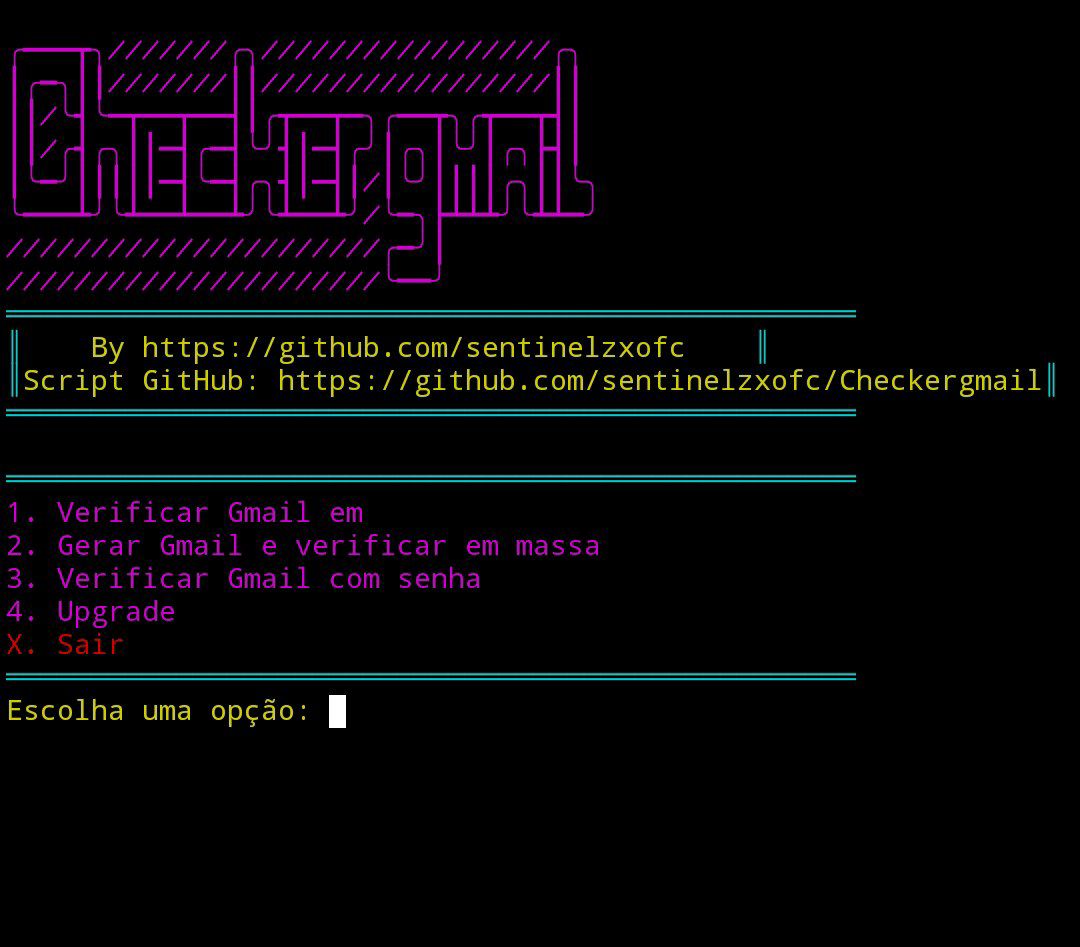 Checkergmail
By https://github.com/sentinelzxofc
Script GitHub: https://github.com/sentinelzxofc/Checkergmail
1. Verificar Gmail em
2. Gerar Gmail e verificar em massa
3. Verificar Gmail com senha
4. Upgrade
X. Sair
Escolha uma opção: